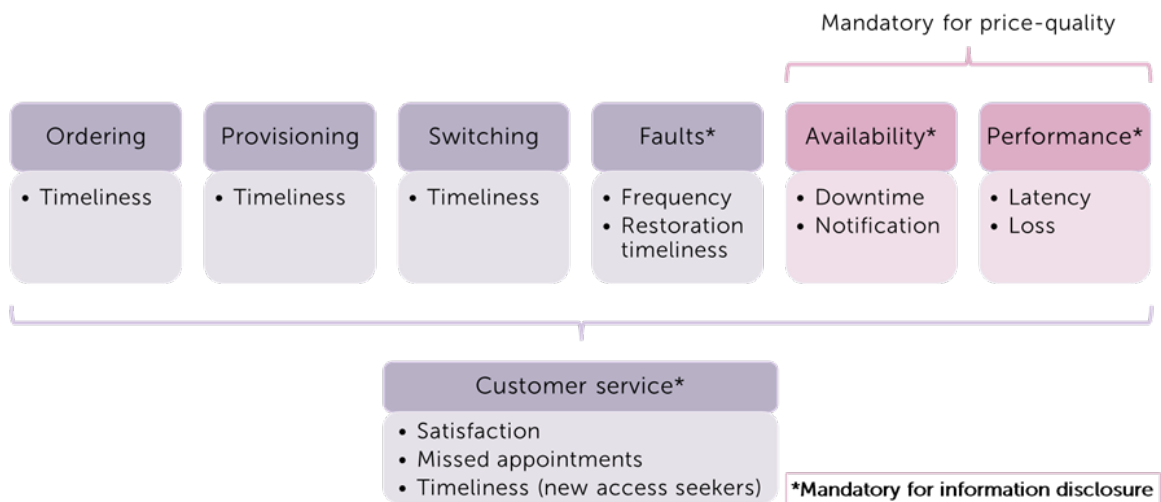 Mandatory for price-quality
Ordering
• Timeliness
Provisioning
• Timeliness
Switching
• Timeliness
Faults*
• Frequency
• Restoration
timeliness
Availability*
• Downtime
• Notification
Performance*
• Latency
• Loss
Customer service*
• Satisfaction
• Missed appointments
• Timeliness (new access seekers)
*Mandatory for information disclosure